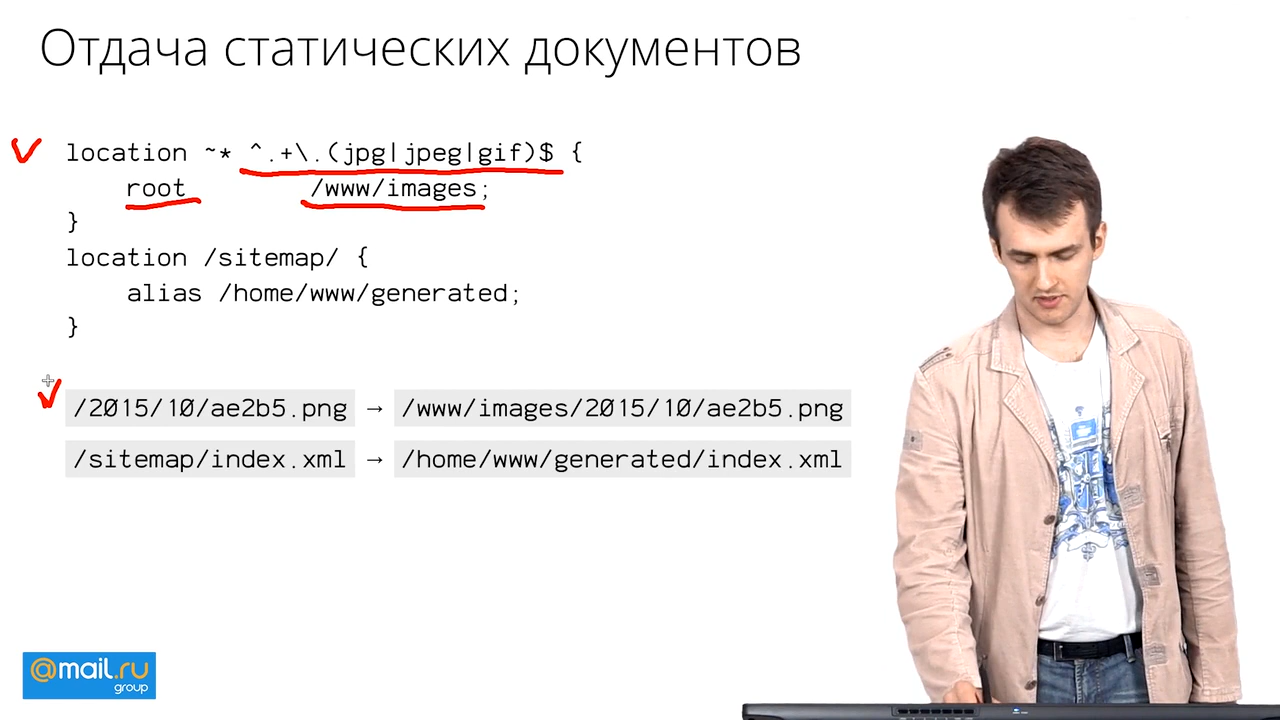 Отдача статических документов
location ~* ^.+\.(jpg|jpeg|gif)$ {
root /www/images;
}
location /sitemap/ {
alias /home/www/generated;
}
/2015/10/ae2b5.png → /www/images/2015/10/ae2b5.png
/sitemap/index.xml → /home/www/generated/index.xml
@mail.ru
group